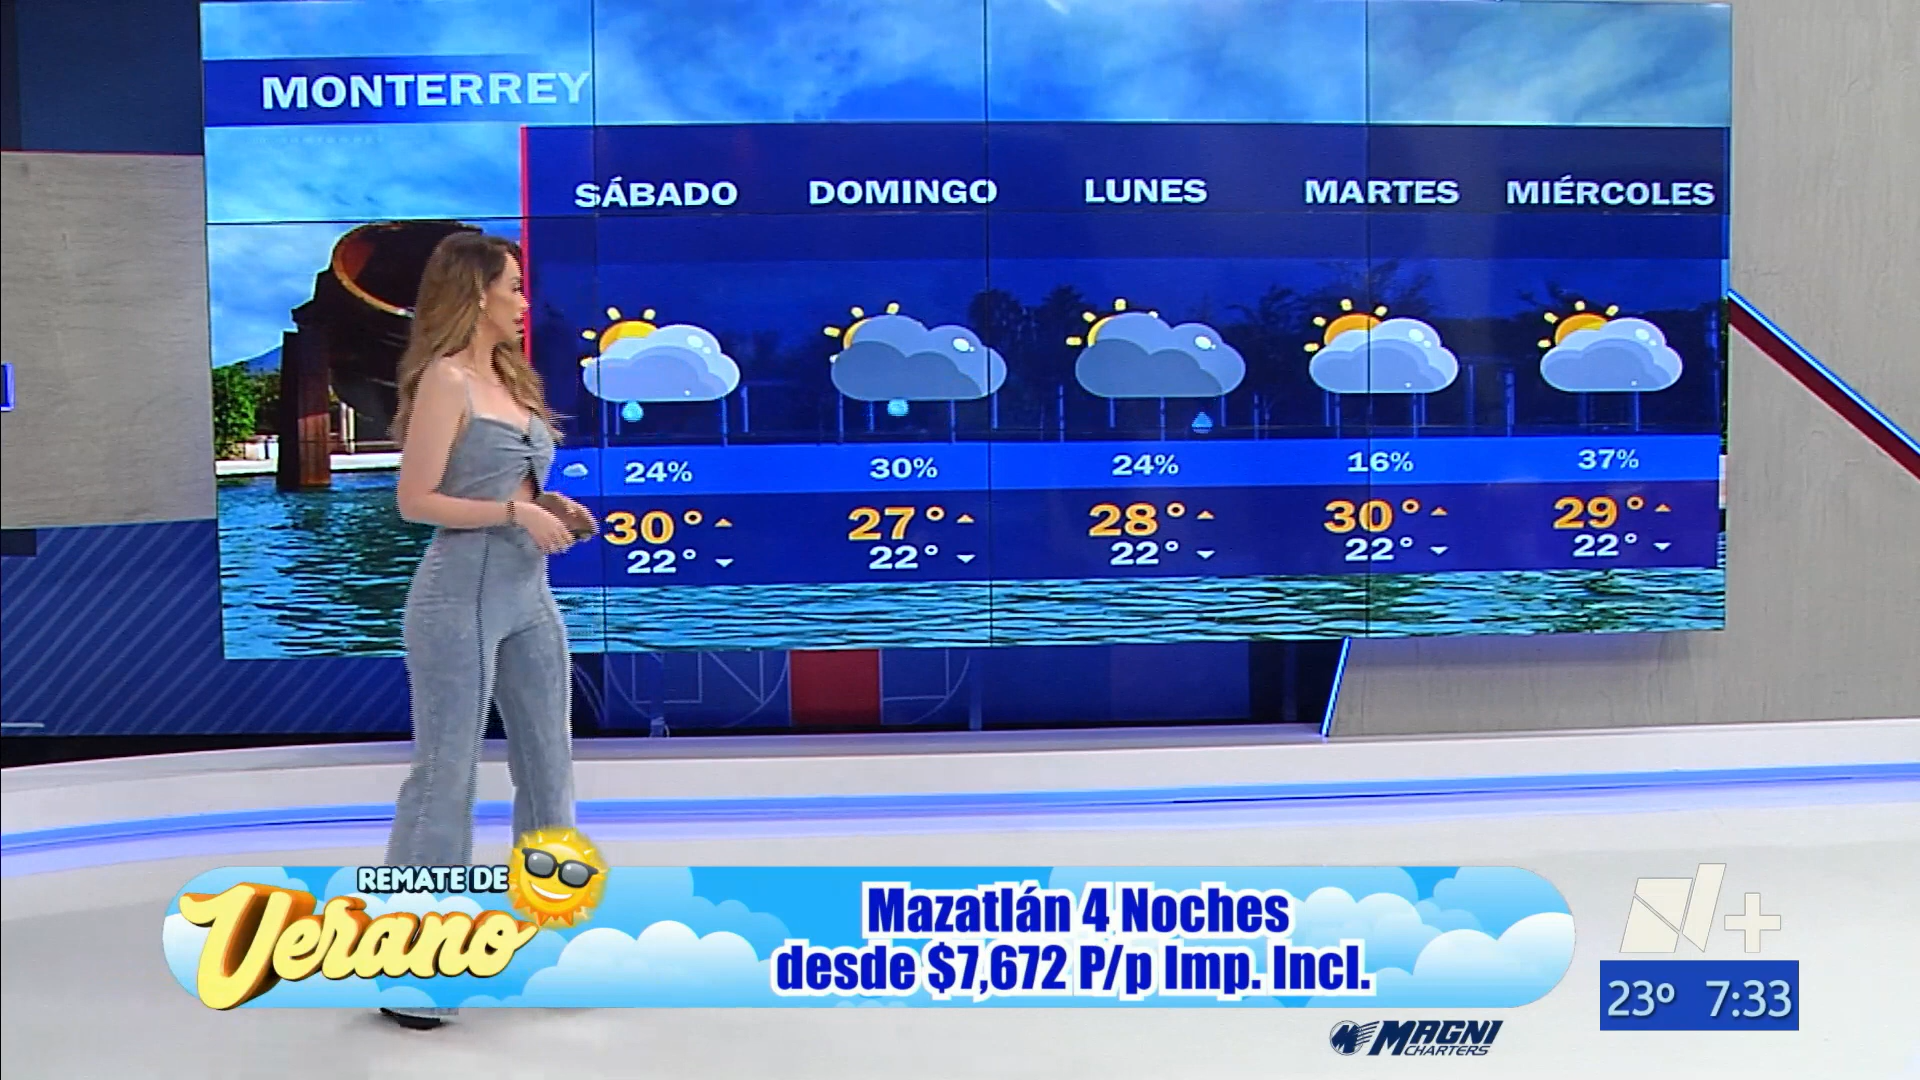 MONTERREY
SÁBADO DOMINGO LUNES MARTES MIÉRCOLES
24% 30% 24% 16% 37%
30° 27° 28° 30° 29°
22° 22° 22° 22° 22°
REMATE DE
Verano
Mazatlán 4 Noches
desde $7,672 P/p Imp. Incl.
N+
23° 7:33
MAGNI
CHARTERS